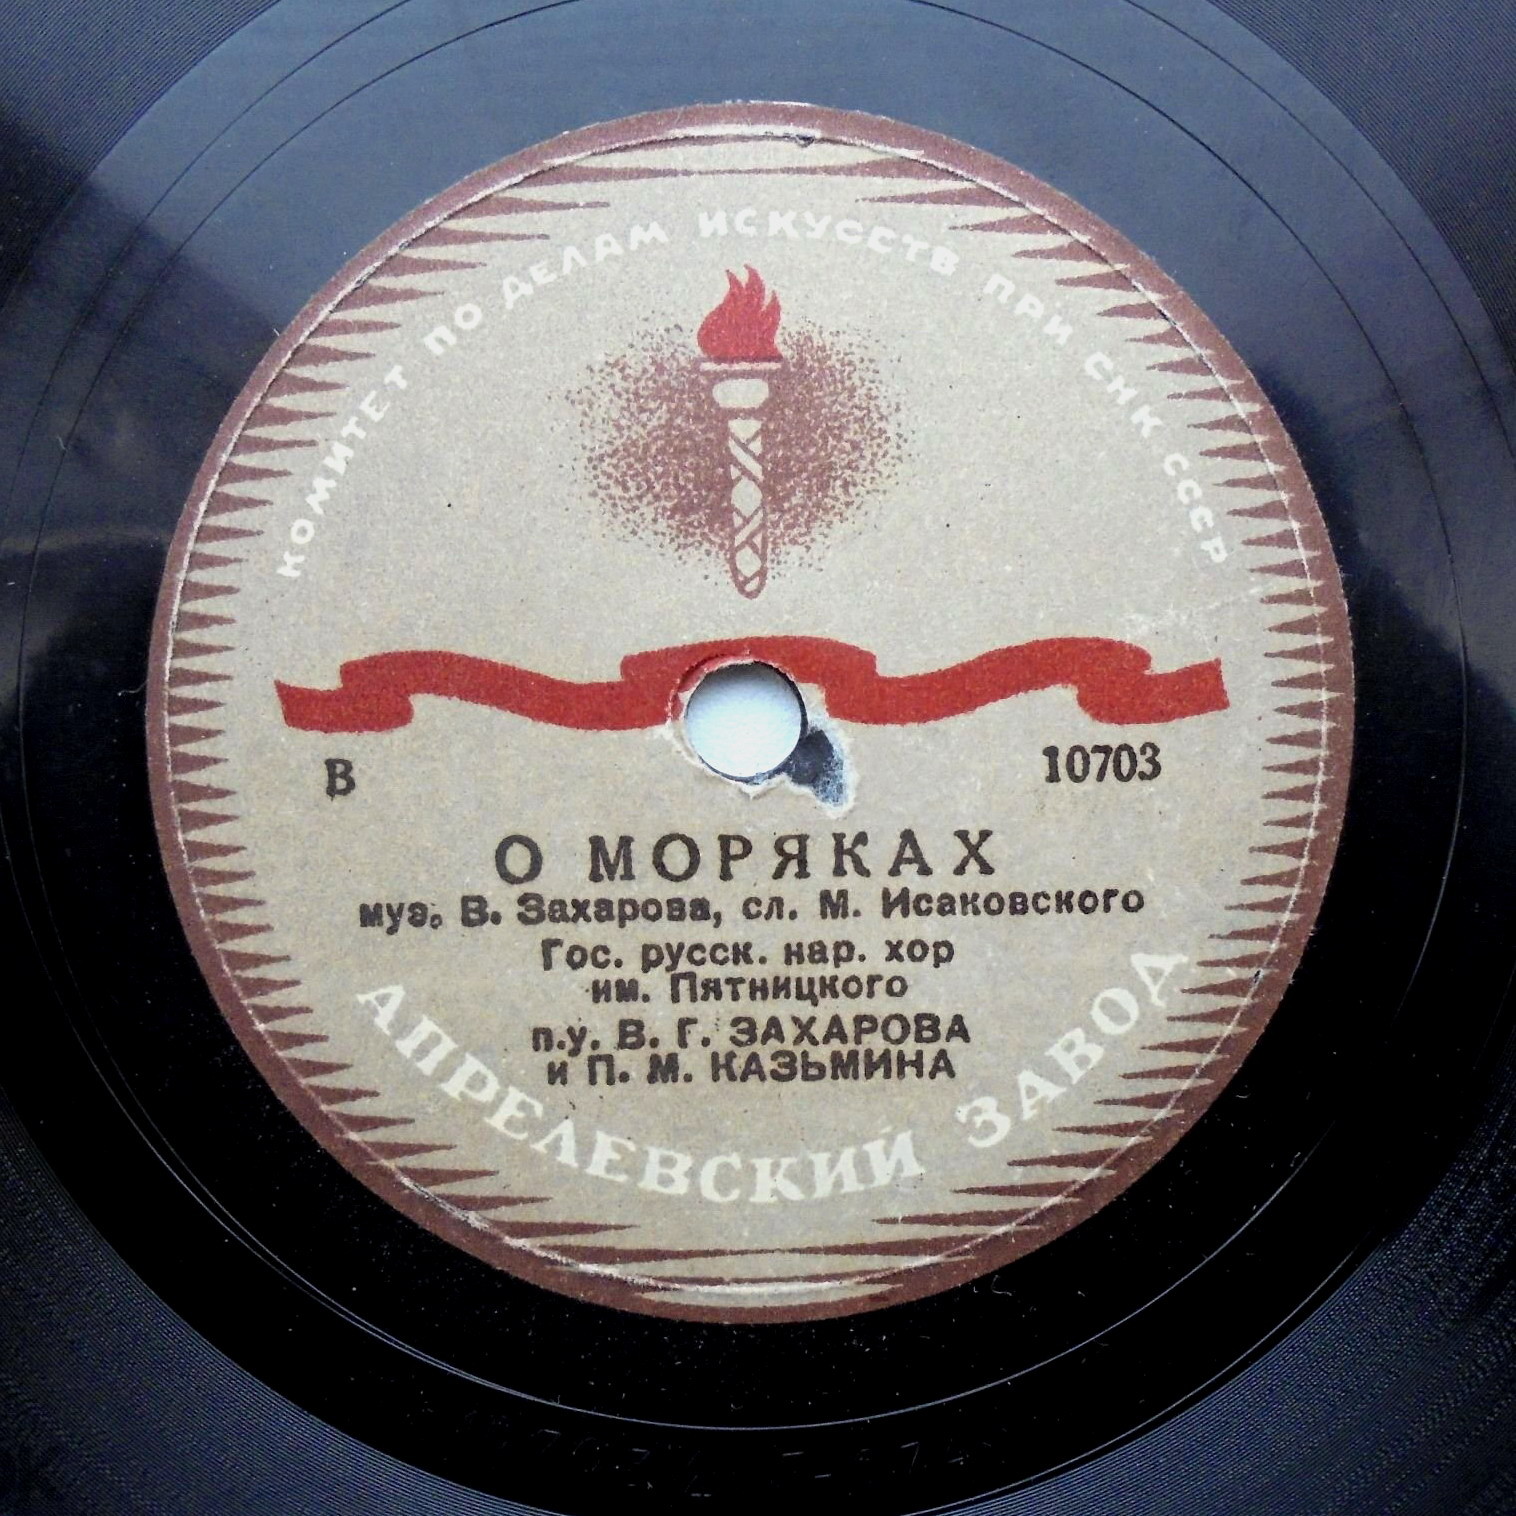 КОМИТЕТ ПО ДЕЛАМ ИСКУССТВ ПРИ СНК СССР
В 10703
О МОРЯКАХ
муз. В. Захарова, сл. М. Исаковского
Гос. русск. нар. хор
им. Пятницкого
п.у. В. Г. ЗАХАРОВА
и П. М. КАЗЬМИНА
АПРЕЛЕВСКИЙ ЗАВОД